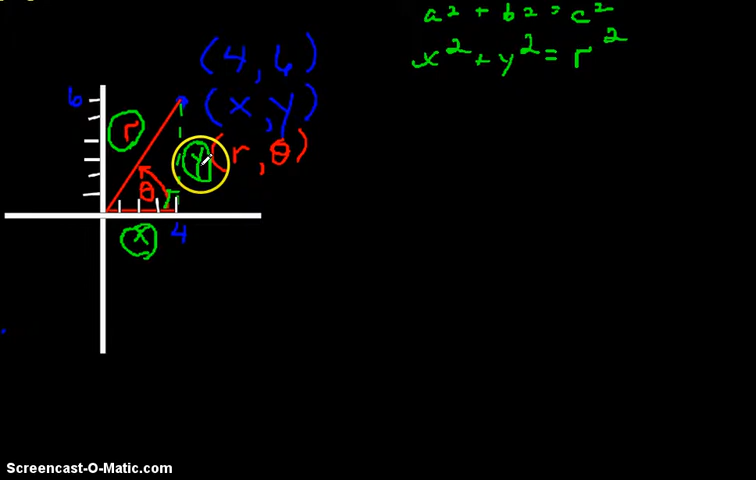 a² + b² = c²
(4, 6)
x² + y² = r²
6
(x, y)
r
y
(r, θ)
θ
x
4
Screencast-O-Matic.com